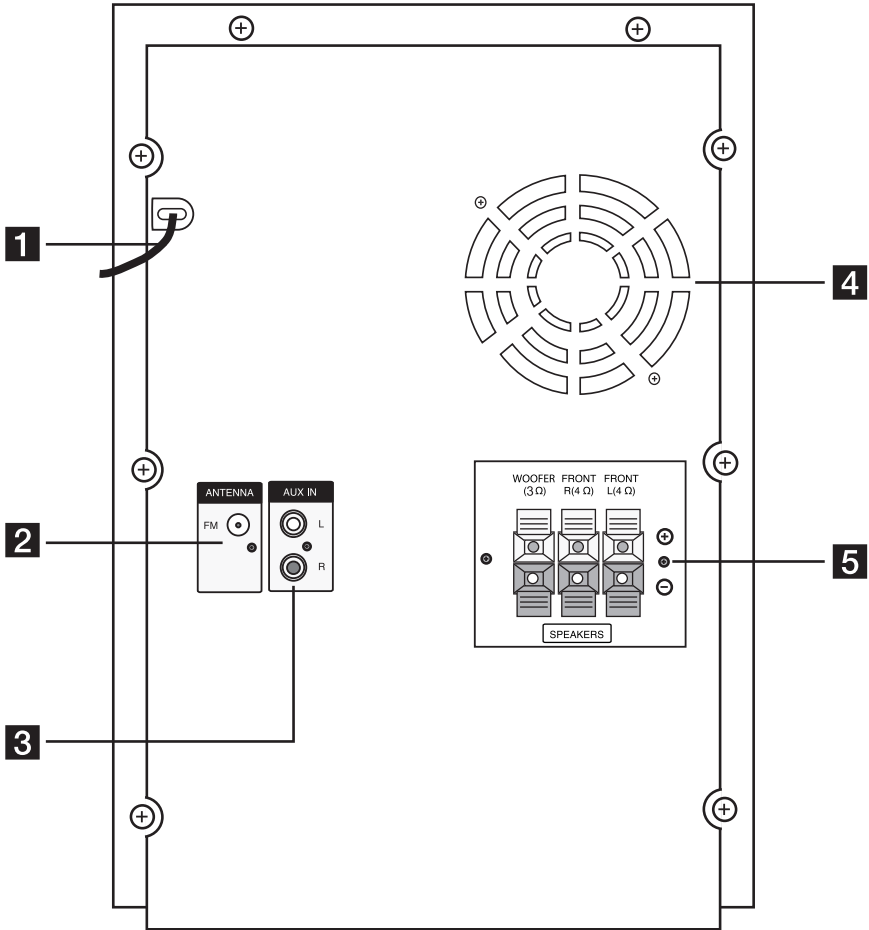 1
4
ANTENNA
FM
AUX IN
L
R
2
WOOFER FRONT FRONT
(3 Ω) R(4 Ω) L(4 Ω)
5
SPEAKERS
3